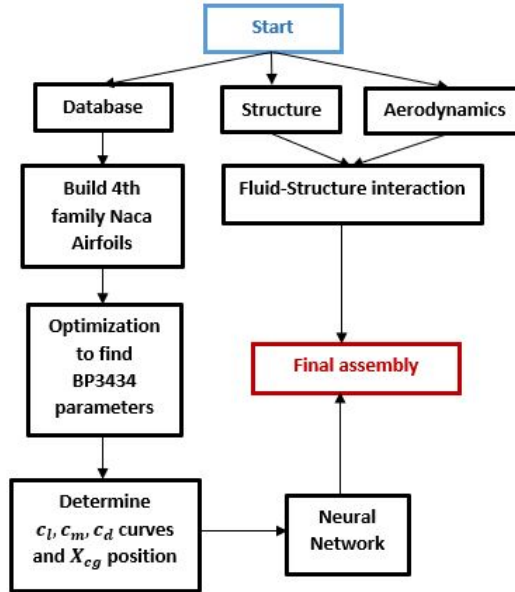 Start
Database
Structure
Aerodynamics
Build 4th
family Naca
Airfoils
Fluid-Structure interaction
Optimization
to find
BP3434
parameters
Final assembly
Determine
c_l, c_m, c_d curves
and X_cg position
Neural
Network